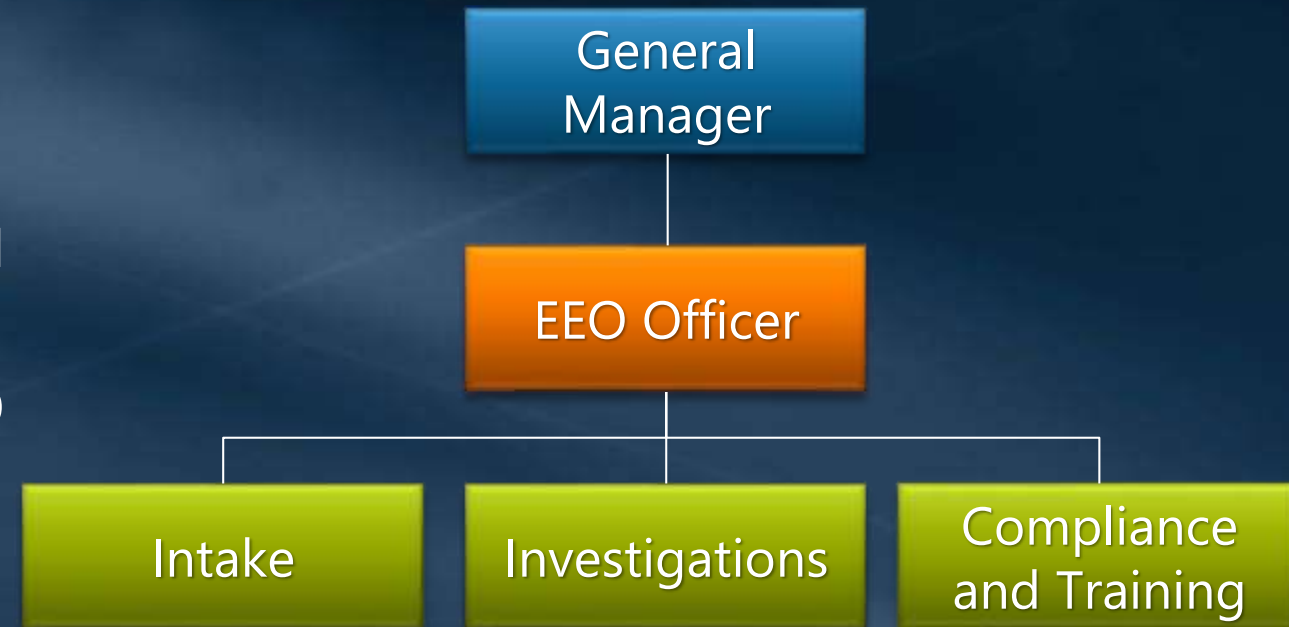 General
Manager
EEO Officer
Intake
Investigations
Compliance
and Training